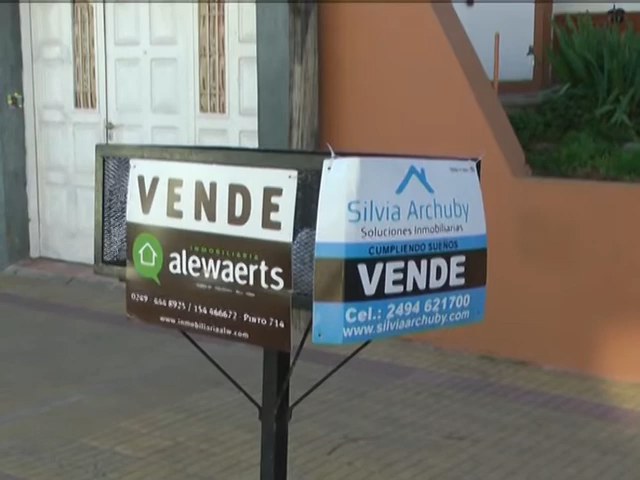 VENDE
INMOBILIARIA
alewaerts
0249 444 8925 / 154 466672 - PINTO 714
www.inmobiliariaalw.com
Silvia Archuby
Soluciones Inmobiliarias
CUMPLIENDO SUEÑOS
VENDE
Cel.: 2494 621700
www.silviaarchuby.com